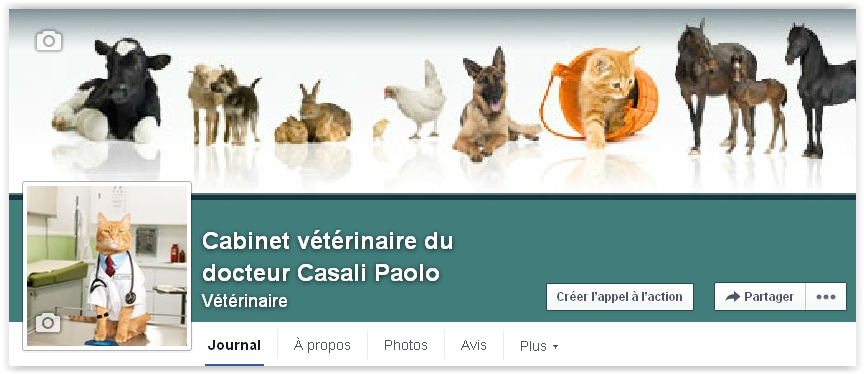 Cabinet vétérinaire du
docteur Casali Paolo
Vétérinaire
Créer l'appel à l'action
Partager
Journal
À propos
Photos
Avis
Plus